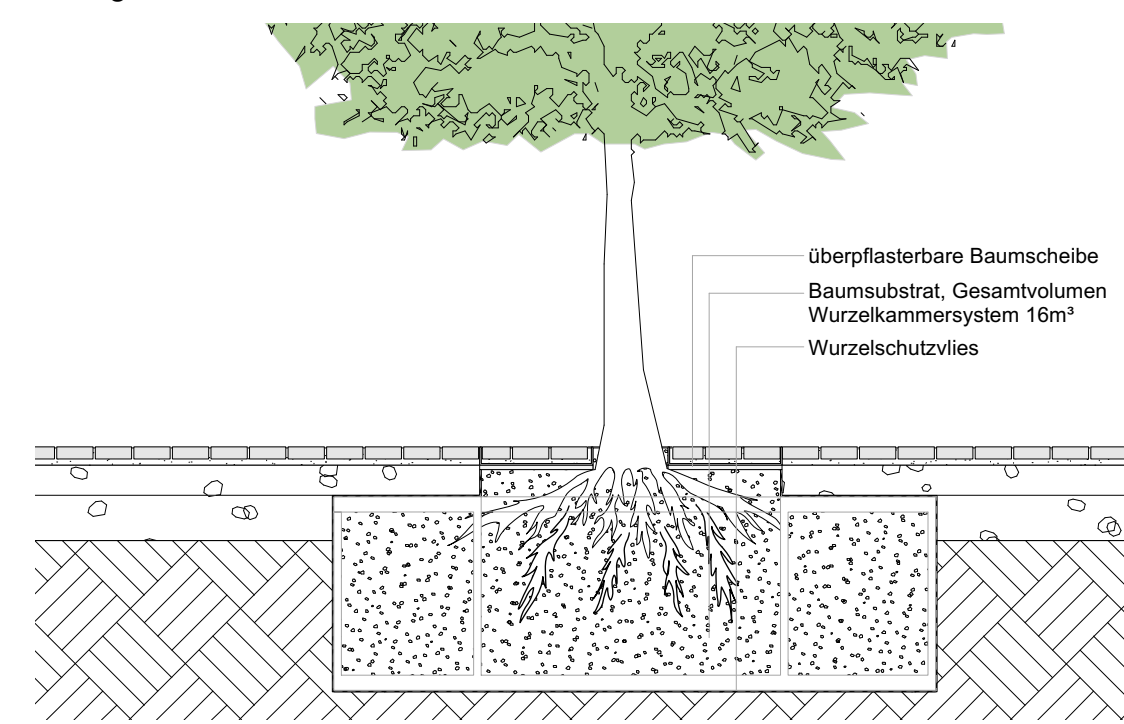 überpflasterbare Baumscheibe
Baumsubstrat, Gesamtvolumen
Wurzelkammersystem 16m³
Wurzelschutzvlies